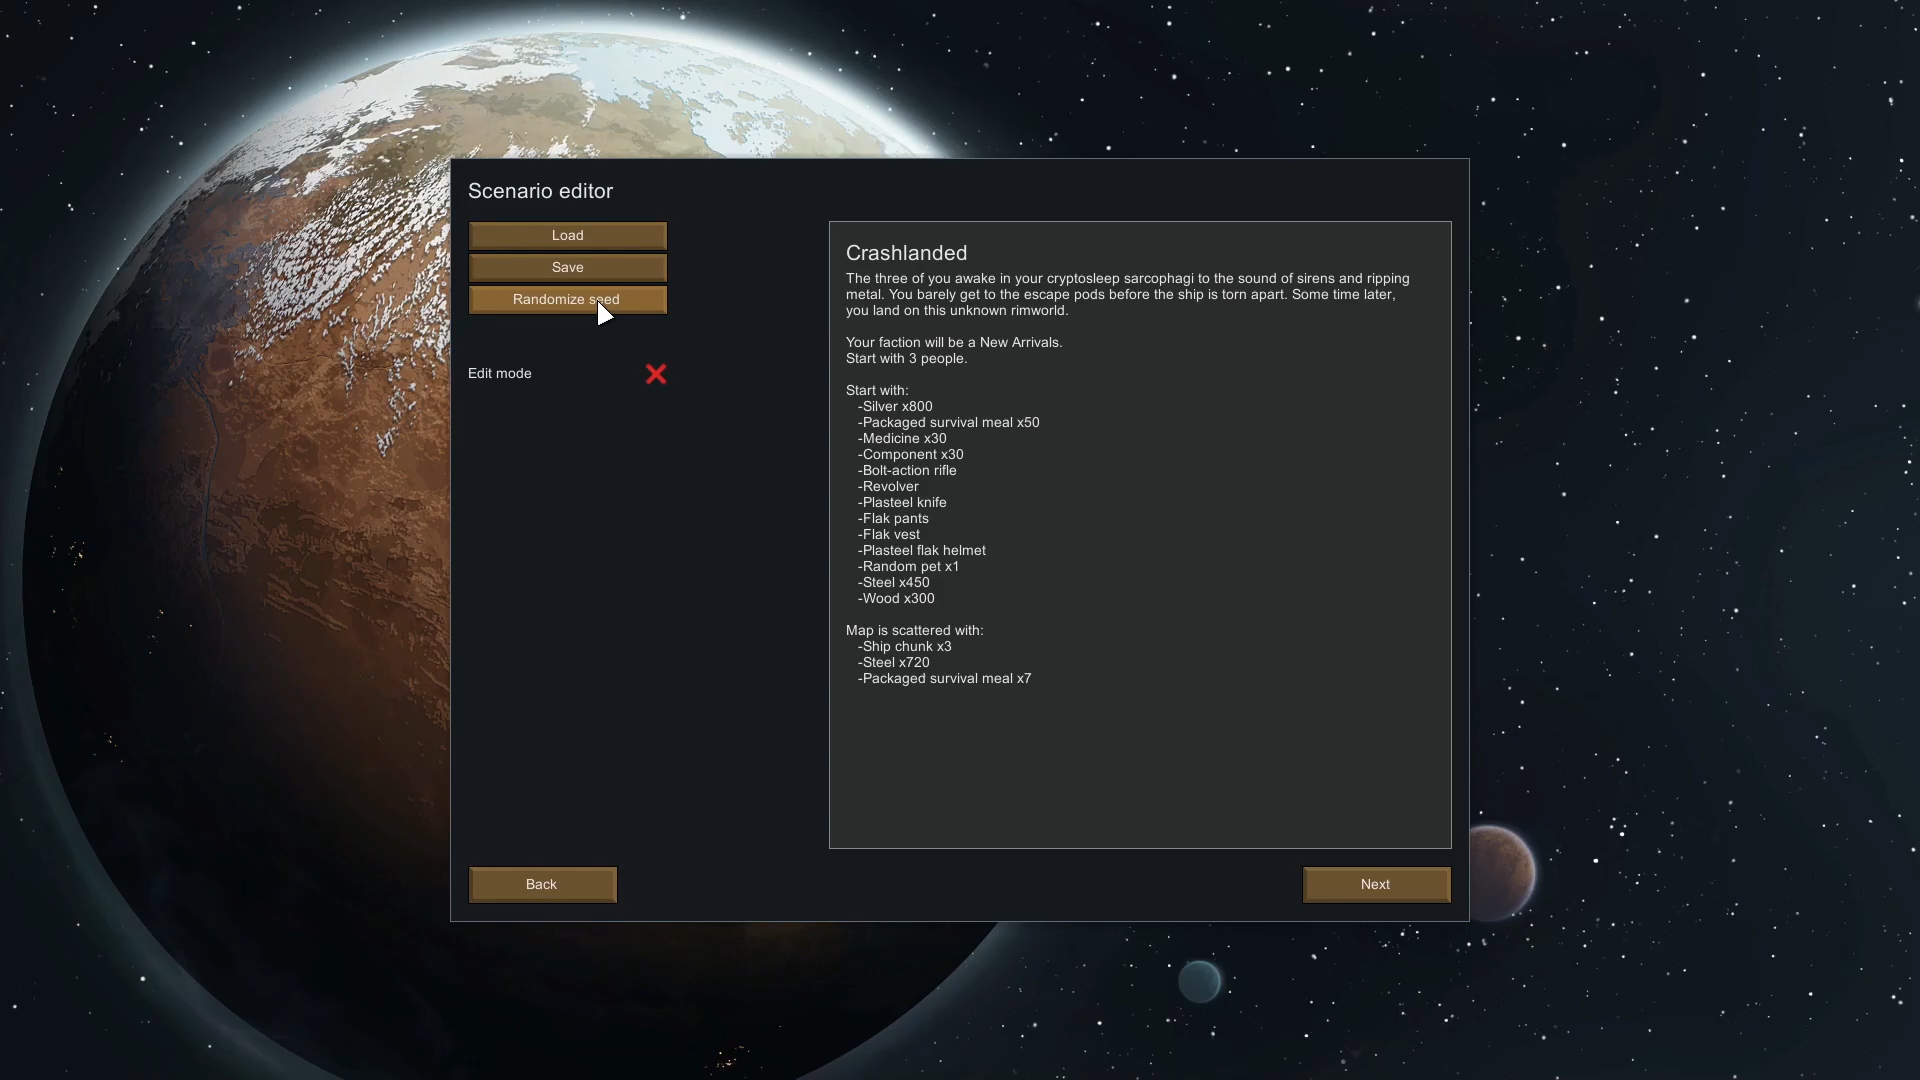 Scenario editor
Load
Save
Randomize seed
Edit mode
Crashlanded
The three of you awake in your cryptosleep sarcophagi to the sound of sirens and ripping
metal. You barely get to the escape pods before the ship is torn apart. Some time later,
you land on this unknown rimworld.
Your faction will be a New Arrivals.
Start with 3 people.
Start with:
-Silver x800
-Packaged survival meal x50
-Medicine x30
-Component x30
-Bolt-action rifle
-Revolver
-Plasteel knife
-Flak pants
-Flak vest
-Plasteel flak helmet
-Random pet x1
-Steel x450
-Wood x300
Map is scattered with:
-Ship chunk x3
-Steel x720
-Packaged survival meal x7
Back
Next